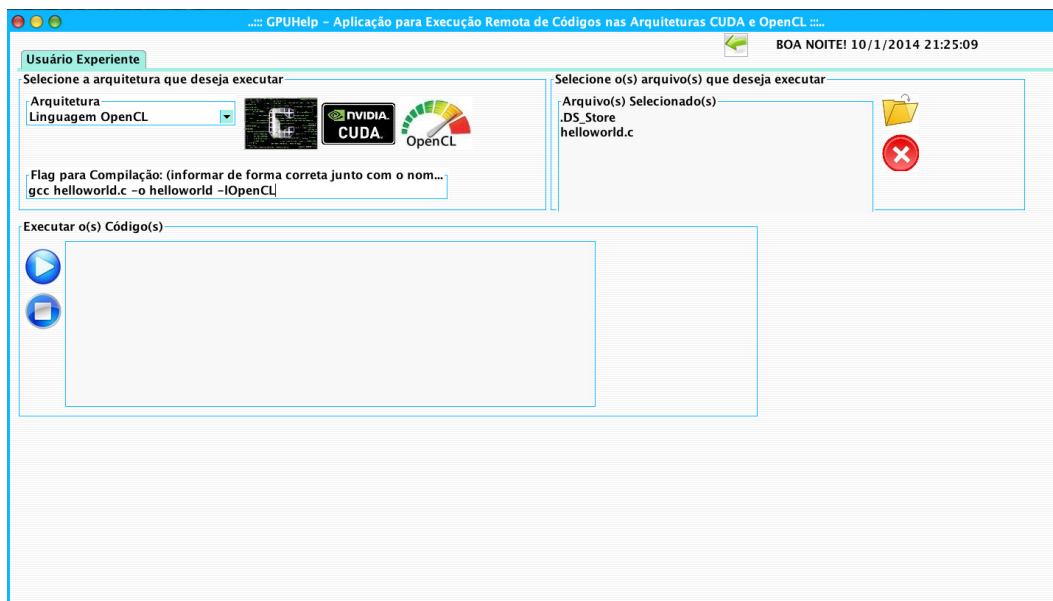 ..::: GPUHelp – Aplicação para Execução Remota de Códigos nas Arquiteturas CUDA e OpenCL :::..
BOA NOITE! 10/1/2014 21:25:09
Usuário Experiente
Selecione a arquitetura que deseja executar
Arquitetura
Linguagem OpenCL
C
NVIDIA.
CUDA.
OpenCL
Flag para Compilação: (informar de forma correta junto com o nom...
gcc helloworld.c –o helloworld –lOpenCL
Selecione o(s) arquivo(s) que deseja executar
Arquivo(s) Selecionado(s)
.DS_Store
helloworld.c
Executar o(s) Código(s)